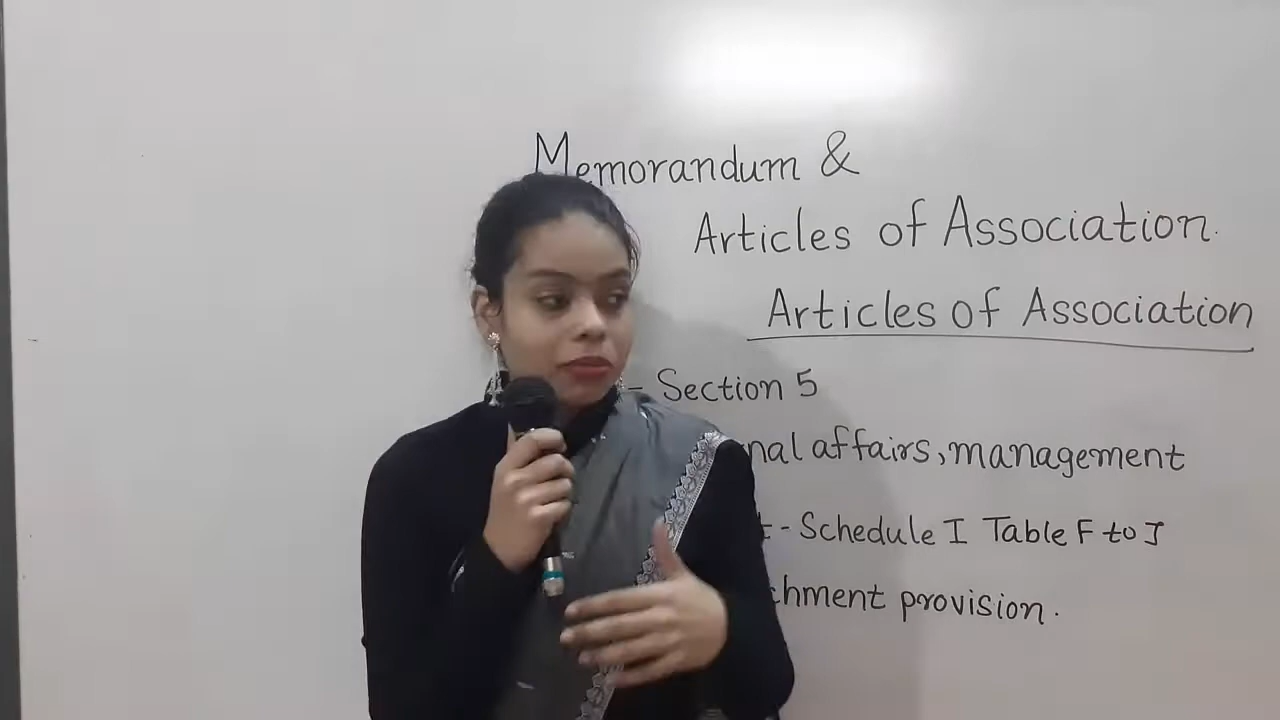 Memorandum &
Articles of Association.
Articles of Association
- Section 5
nal affairs, management
t - Schedule I Table F to J
chment provision.